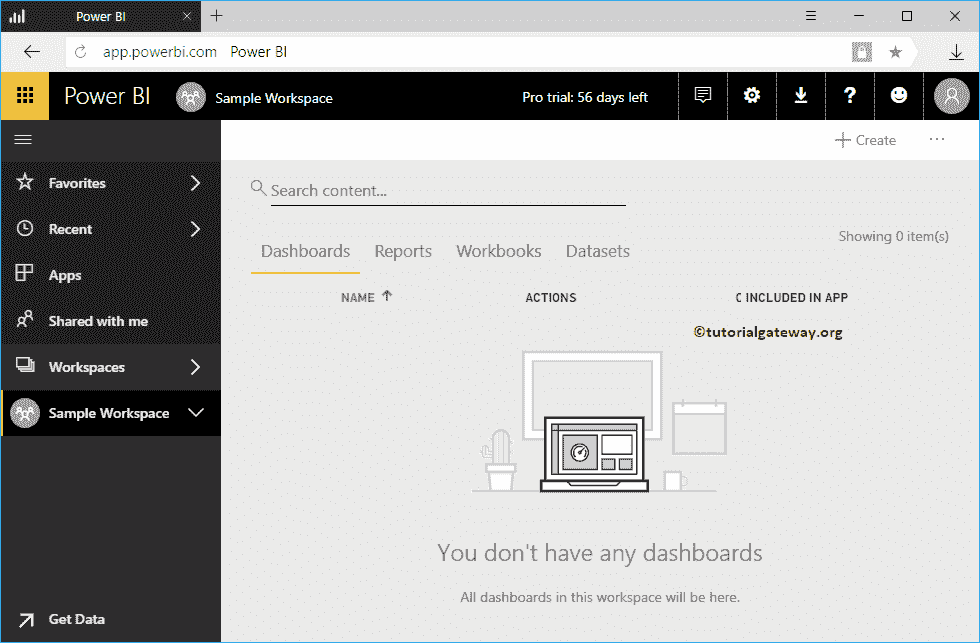 Power BI
app.powerbi.com Power BI
Power BI Sample Workspace Pro trial: 56 days left
Create
Favorites
Recent
Apps
Shared with me
Workspaces
Sample Workspace
Get Data
Search content...
Showing 0 item(s)
Dashboards Reports Workbooks Datasets
NAME ACTIONS C INCLUDED IN APP
©tutorialgateway.org
You don't have any dashboards
All dashboards in this workspace will be here.